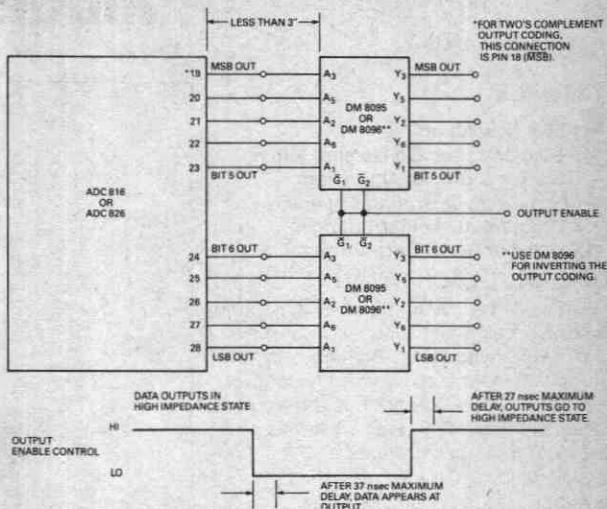 LESS THAN 3"
*FOR TWO'S COMPLEMENT
OUTPUT CODING,
THIS CONNECTION
IS PIN 18 (M̅S̅B̅).
*19 MSB OUT A3 Y3 MSB OUT
20 A5 Y5
21 A2 Y2
22 A6 Y6
23 BIT 5 OUT A1 Y1 BIT 5 OUT
DM 8095
OR
DM 8096**
G̅1 G̅2
ADC 816
OR
ADC 826
OUTPUT ENABLE
G̅1, G̅2
24 BIT 6 OUT A3 Y3 BIT 6 OUT
25 A5 Y5
26 A2 Y2
27 A6 Y6
28 LSB OUT A1 Y1 LSB OUT
DM 8095
OR
DM 8096**
**USE DM 8096
FOR INVERTING THE
OUTPUT CODING.
DATA OUTPUTS IN
HIGH IMPEDANCE STATE
AFTER 27 nsec MAXIMUM
DELAY, OUTPUTS GO TO
HIGH IMPEDANCE STATE
OUTPUT
ENABLE CONTROL
HI
LO
AFTER 37 nsec MAXIMUM
DELAY, DATA APPEARS AT
OUTPUT